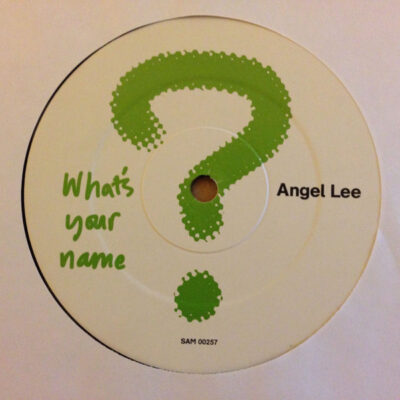 What's
your
name
Angel Lee
SAM 00257